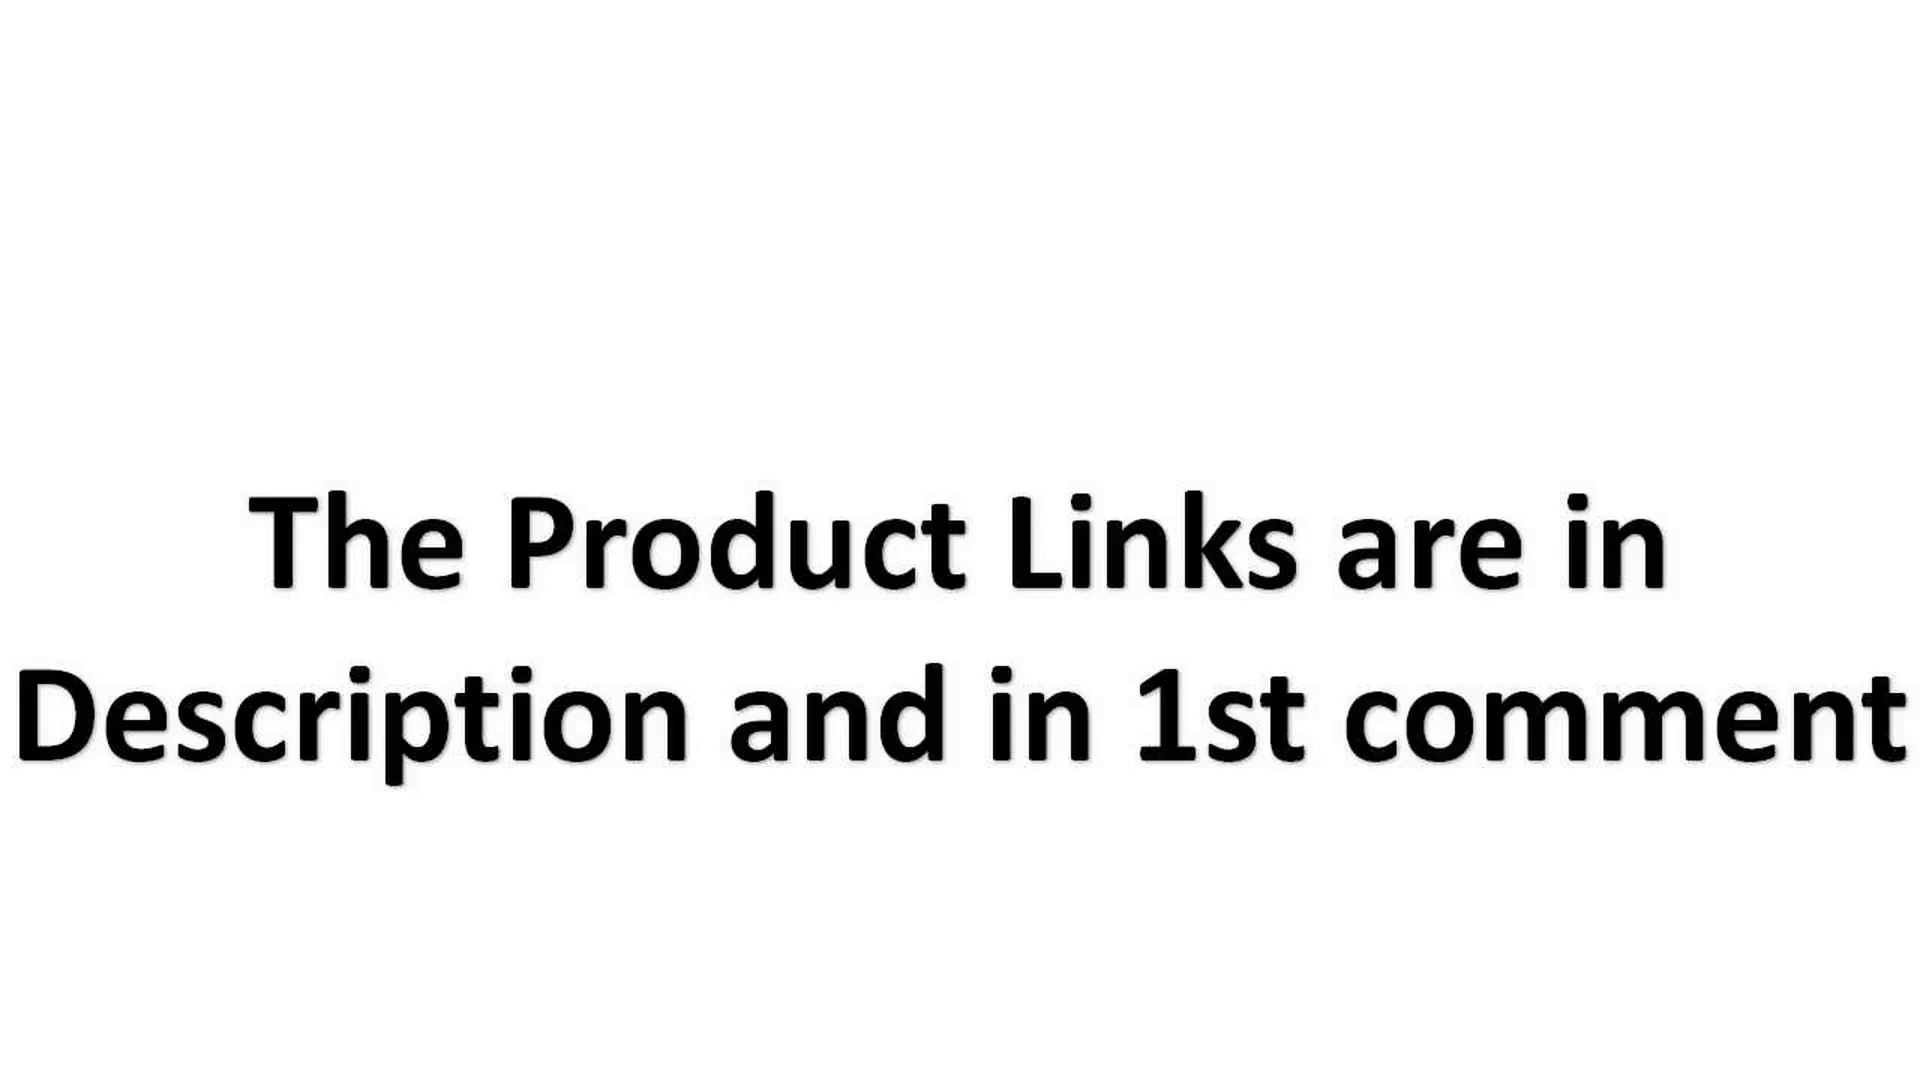 The Product Links are in
Description and in 1st comment